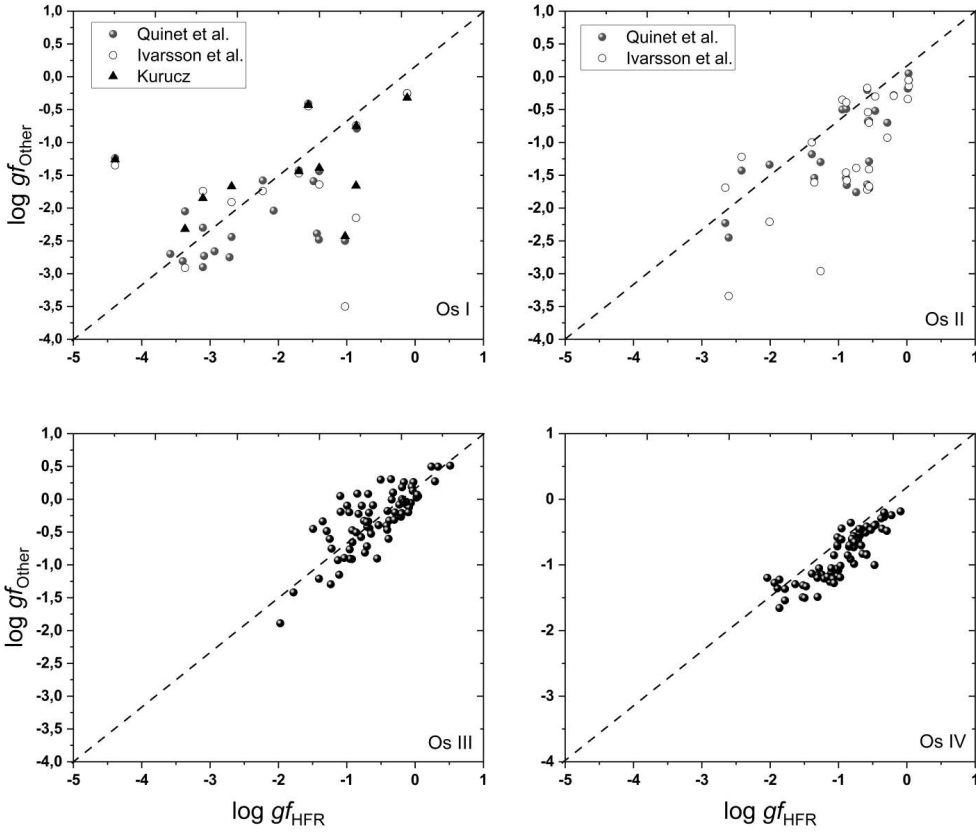 1,0
0,5
0,0
-0,5
-1,0
-1,5
-2,0
-2,5
-3,0
-3,5
-4,0
log gf_Other
Quinet et al.
Ivarsson et al.
Kurucz
Os I
-5 -4 -3 -2 -1 0 1
1,0
0,5
0,0
-0,5
-1,0
-1,5
-2,0
-2,5
-3,0
-3,5
-4,0
Quinet et al.
Ivarsson et al.
Os II
-5 -4 -3 -2 -1 0 1
1,0
0,5
0,0
-0,5
-1,0
-1,5
-2,0
-2,5
-3,0
-3,5
-4,0
log gf_Other
Os III
-5 -4 -3 -2 -1 0 1
log gf_HFR
1
0
-1
-2
-3
-4
Os IV
-5 -4 -3 -2 -1 0 1
log gf_HFR